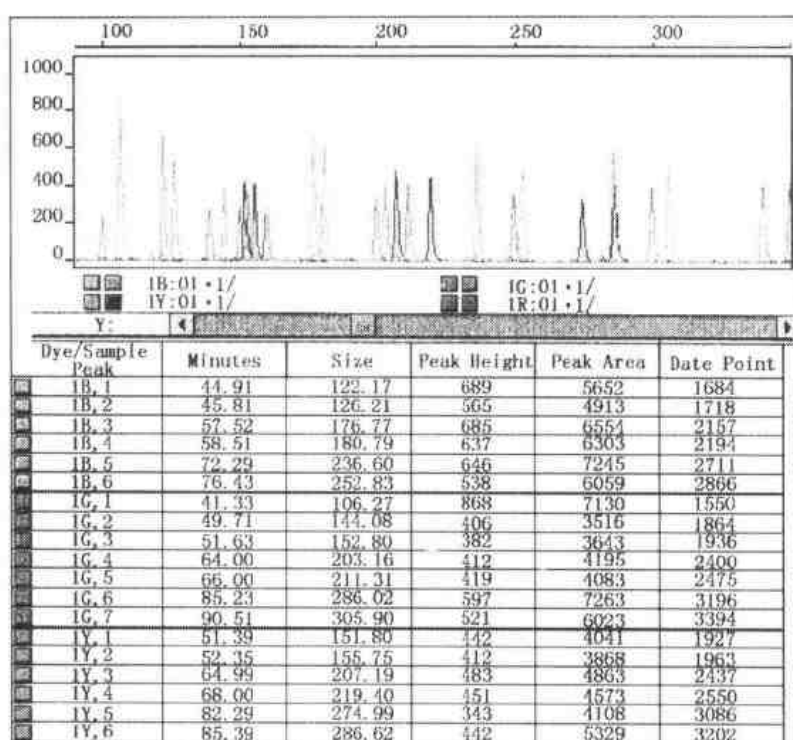 100 150 200 250 300
1000
800
600
400
200
0
1B:01・1/ 1G:01・1/
1Y:01・1/ 1R:01・1/
Y:
Dye/Sample Peak Minutes Size Peak Height Peak Area Date Point
1B, 1 44.91 122.17 689 5652 1684
1B, 2 45.81 126.21 565 4913 1718
1B, 3 57.52 176.77 685 6554 2157
1B, 4 58.51 180.79 637 6303 2194
1B, 5 72.29 236.60 646 7245 2711
1B, 6 76.43 252.83 538 6059 2866
1G, 1 41.33 106.27 868 7130 1550
1G, 2 49.71 144.08 406 3516 1864
1G, 3 51.63 152.80 382 3643 1936
1G, 4 64.00 203.16 412 4195 2400
1G, 5 66.00 211.31 419 4083 2475
1G, 6 85.23 286.02 597 7263 3196
1G, 7 90.51 305.90 521 6023 3394
1Y, 1 51.39 151.80 442 4041 1927
1Y, 2 52.35 155.75 412 3868 1963
1Y, 3 64.99 207.19 483 4863 2437
1Y, 4 68.00 219.40 451 4573 2550
1Y, 5 82.29 274.99 343 4108 3086
1Y, 6 85.39 286.62 442 5329 3202